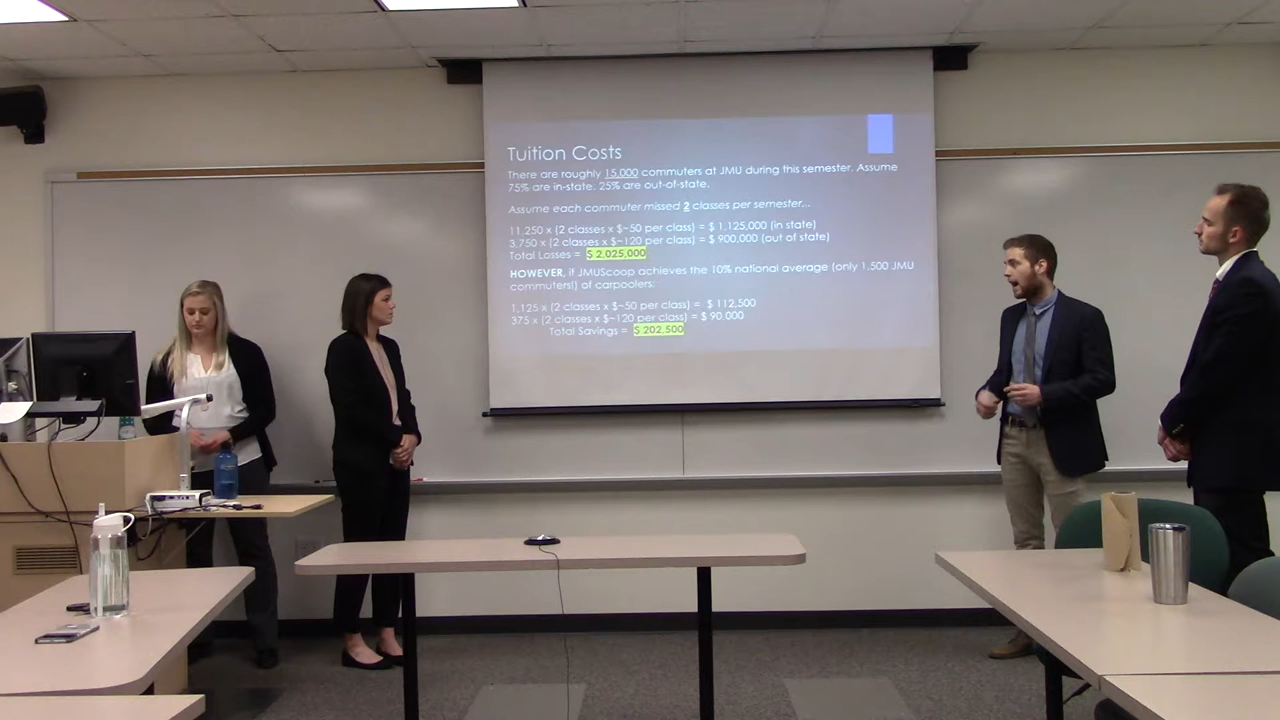 Tuition Costs
There are roughly 15,000 commuters at JMU during this semester. Assume
75% are in-state. 25% are out-of-state.
Assume each commuter missed 2 classes per semester...
11,250 x (2 classes x $~50 per class) = $ 1,125,000 (in state)
3,750 x (2 classes x $~120 per class) = $ 900,000 (out of state)
Total Losses = $ 2,025,000
HOWEVER, if JMUScoop achieves the 10% national average (only 1,500 JMU
commuters!) of carpoolers:
1,125 x (2 classes x $~50 per class) = $ 112,500
375 x (2 classes x $~120 per class) = $ 90,000
Total Savings = $ 202,500